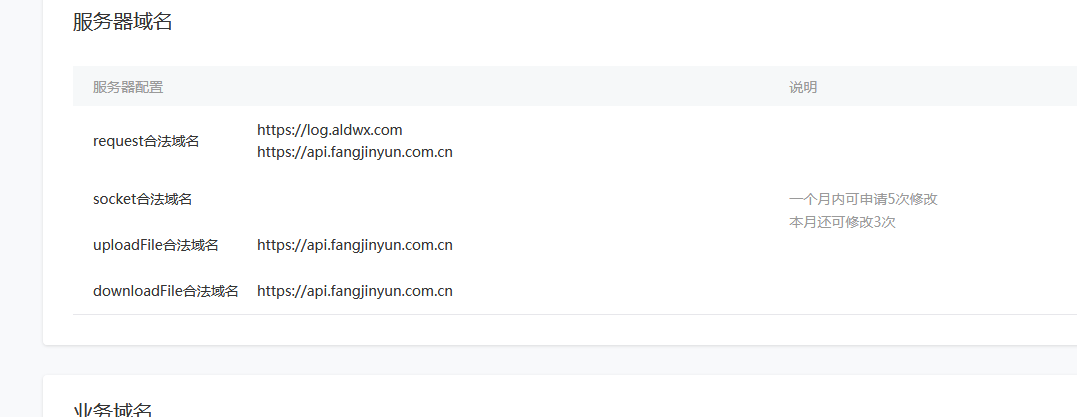 服务器域名
服务器配置 说明
request合法域名 https://log.aldwx.com
https://api.fangjinyun.com.cn
socket合法域名 一个月内可申请5次修改
本月还可修改3次
uploadFile合法域名 https://api.fangjinyun.com.cn
downloadFile合法域名 https://api.fangjinyun.com.cn
业务域名